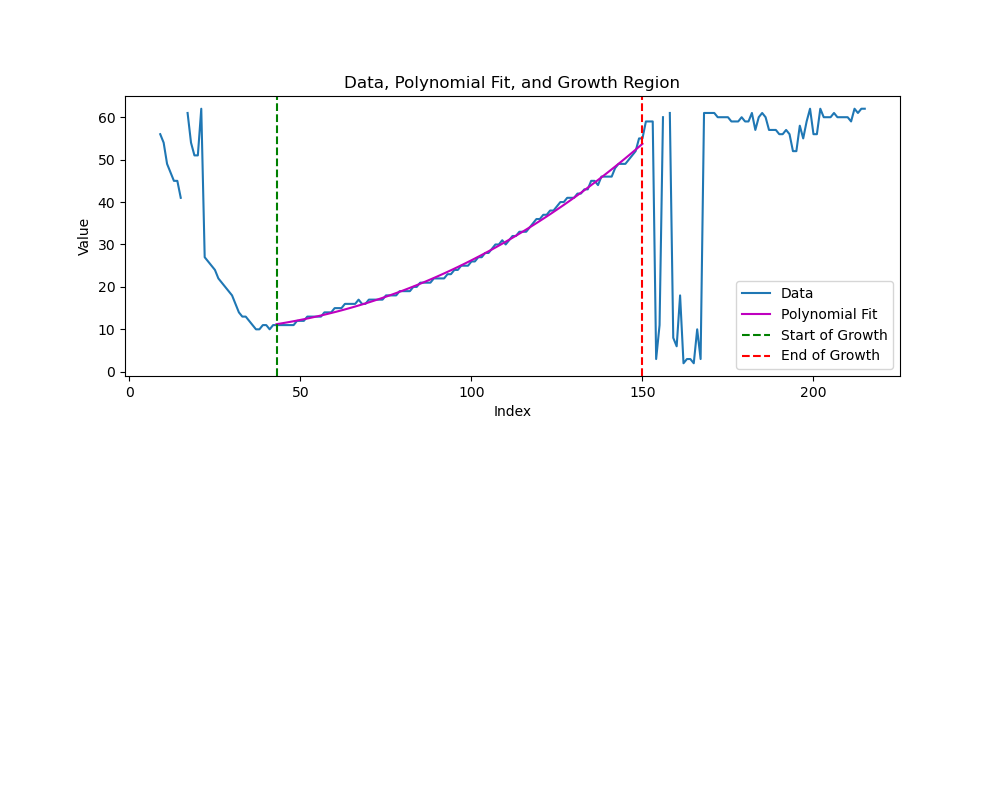 Data, Polynomial Fit, and Growth Region
60
50
40
30
20
10
0
Value
0 50 100 150 200
Index
Data
Polynomial Fit
Start of Growth
End of Growth